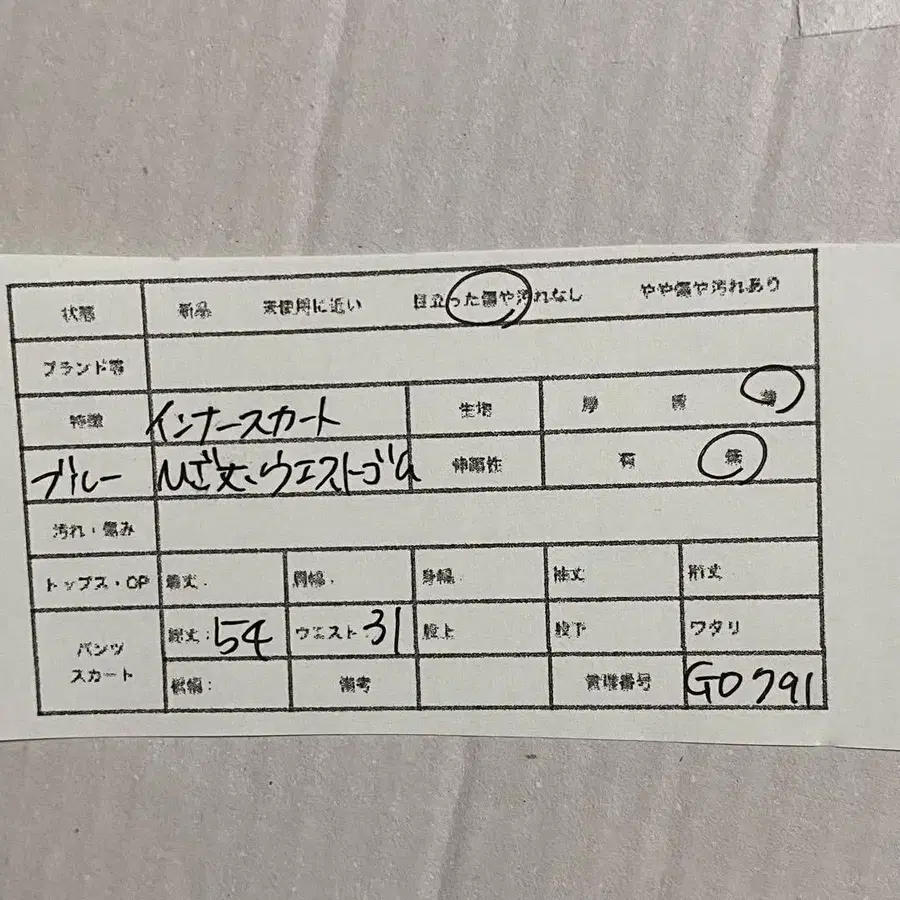 状態 新品 未使用に近い 目立った傷や汚れなし やや傷や汚れあり
ブランド等
特徴 インナースカート 生地 厚 普 薄
ブルー ひざ丈、ウエストゴム 伸縮性 有 無
汚れ・傷み
トップス・OP 着丈: 肩幅: 身幅: 袖丈 裄丈
パンツ スカート 総丈:54 ウエスト 31 股上 股下 ワタリ
裾幅: 備考 管理番号 G0791